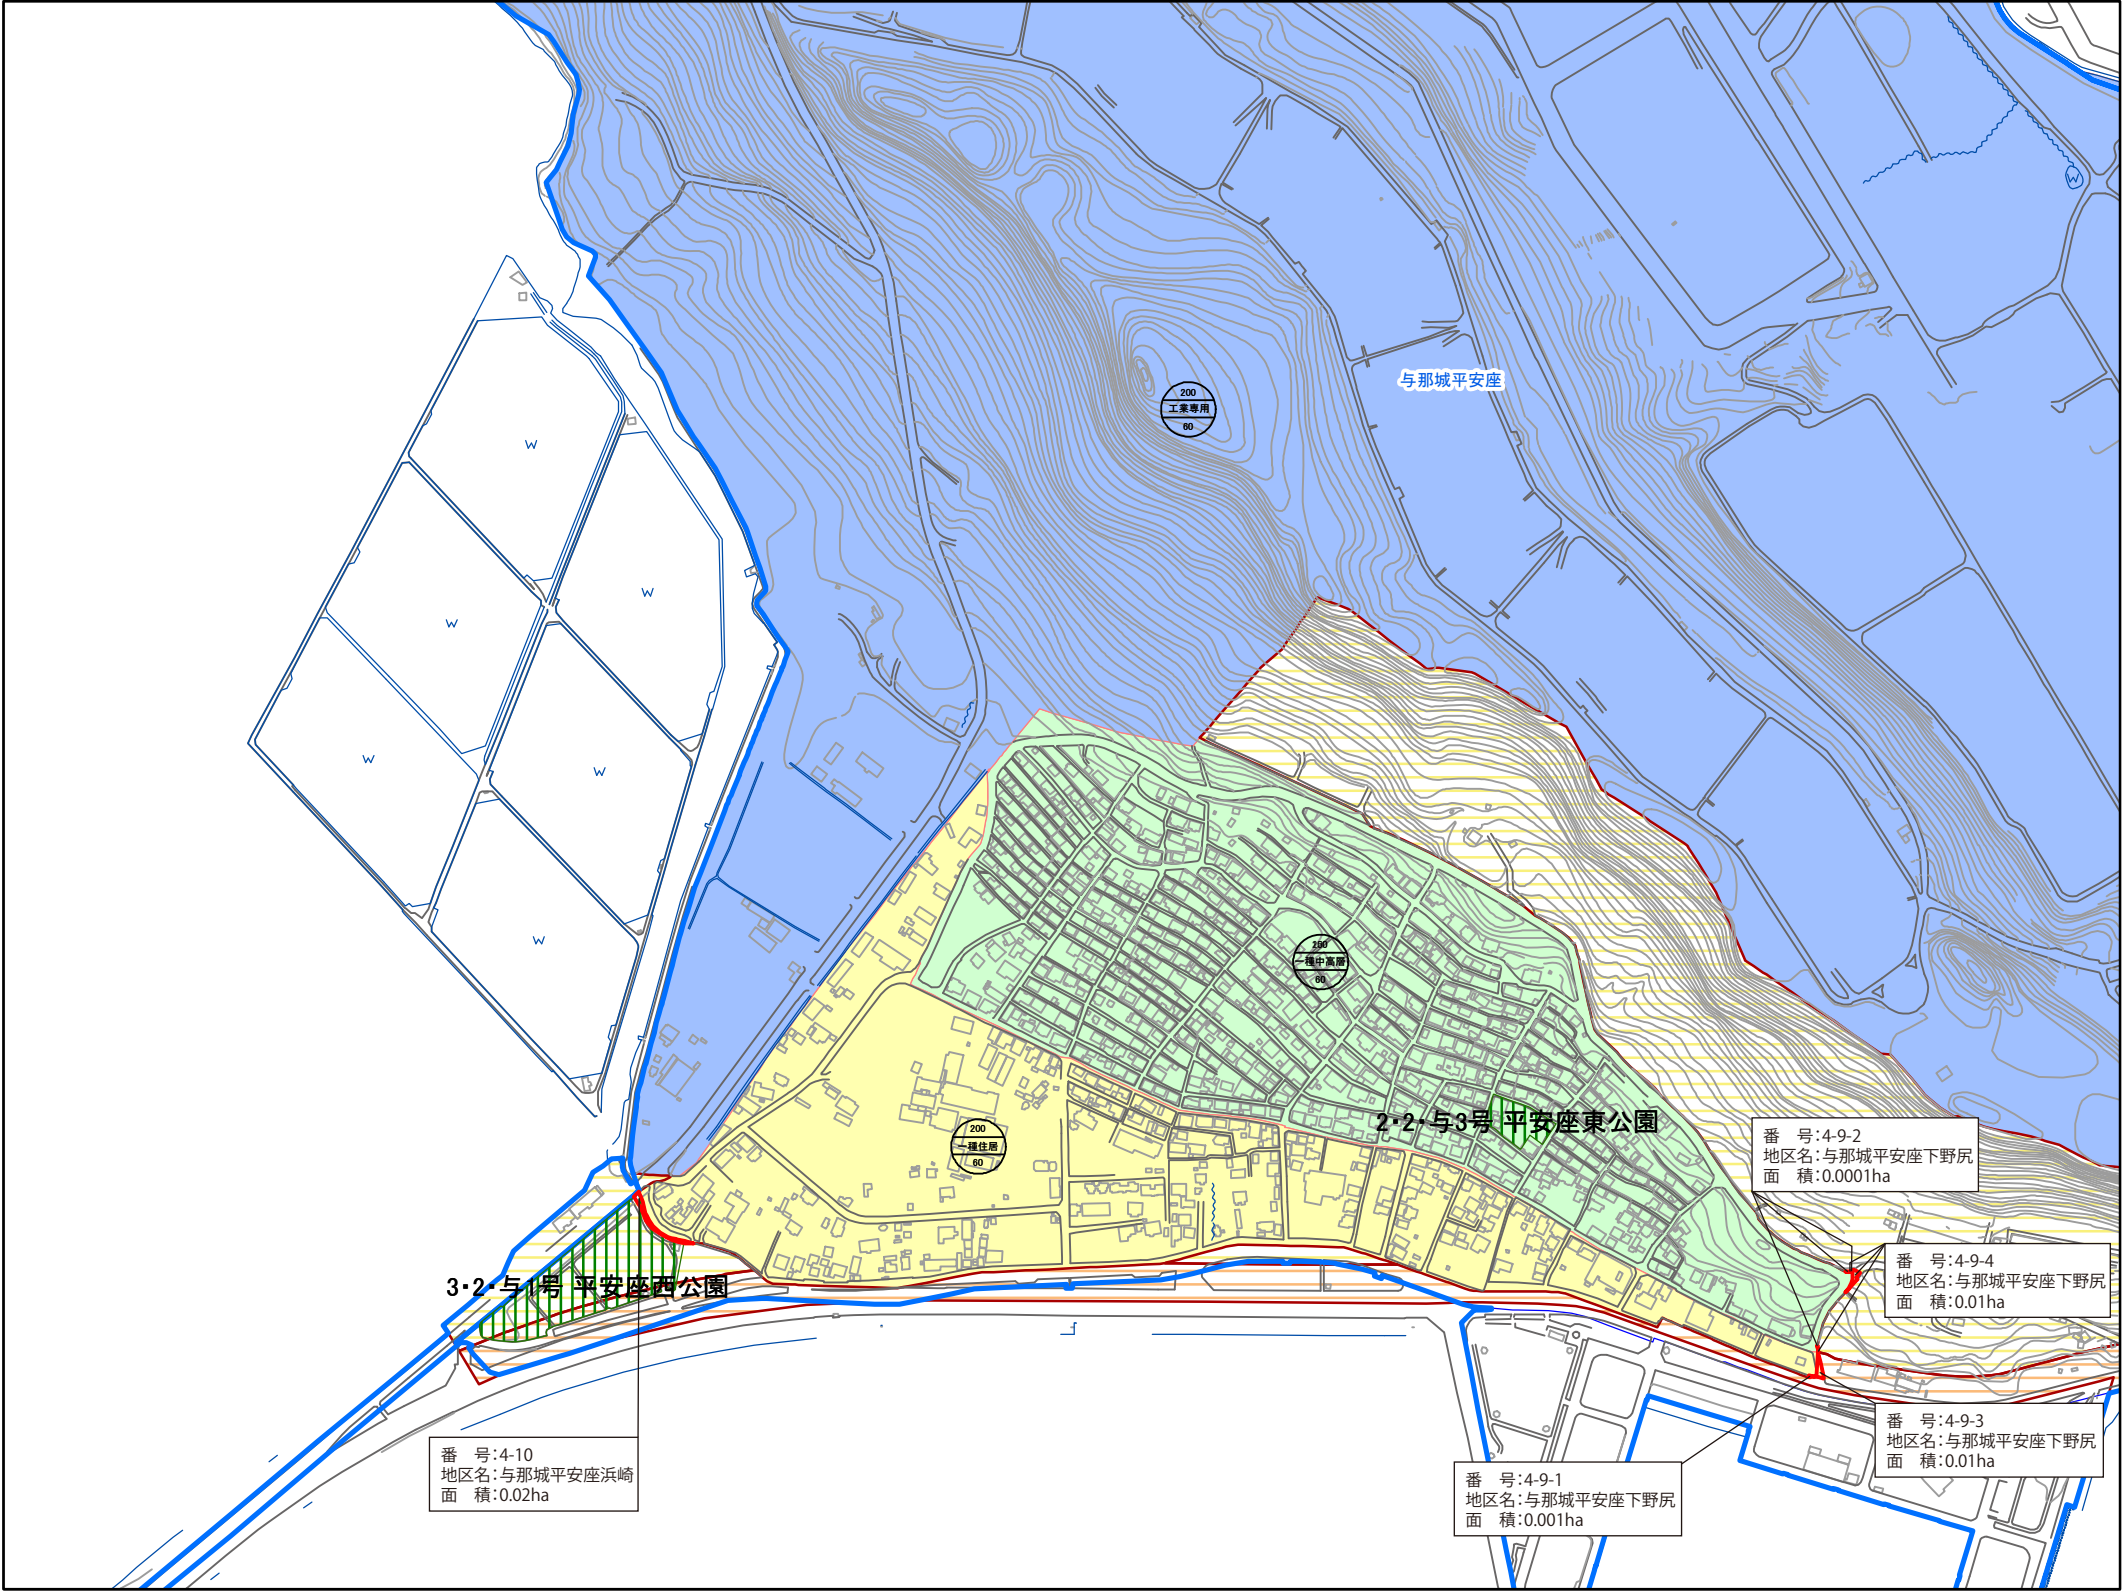 与那城平安座
200
工業専用
60
W
W
W
W
W
W
W
150
一種中高層
60
2・2・与3号 平安座東公園
200
一種住居
60
番　号:4-9-2
地区名:与那城平安座下野尻
面　積:0.0001ha
番　号:4-9-4
地区名:与那城平安座下野尻
面　積:0.01ha
3・2・与1号 平安座西公園
番　号:4-9-3
地区名:与那城平安座下野尻
面　積:0.01ha
番　号:4-10
地区名:与那城平安座浜崎
面　積:0.02ha
番　号:4-9-1
地区名:与那城平安座下野尻
面　積:0.001ha